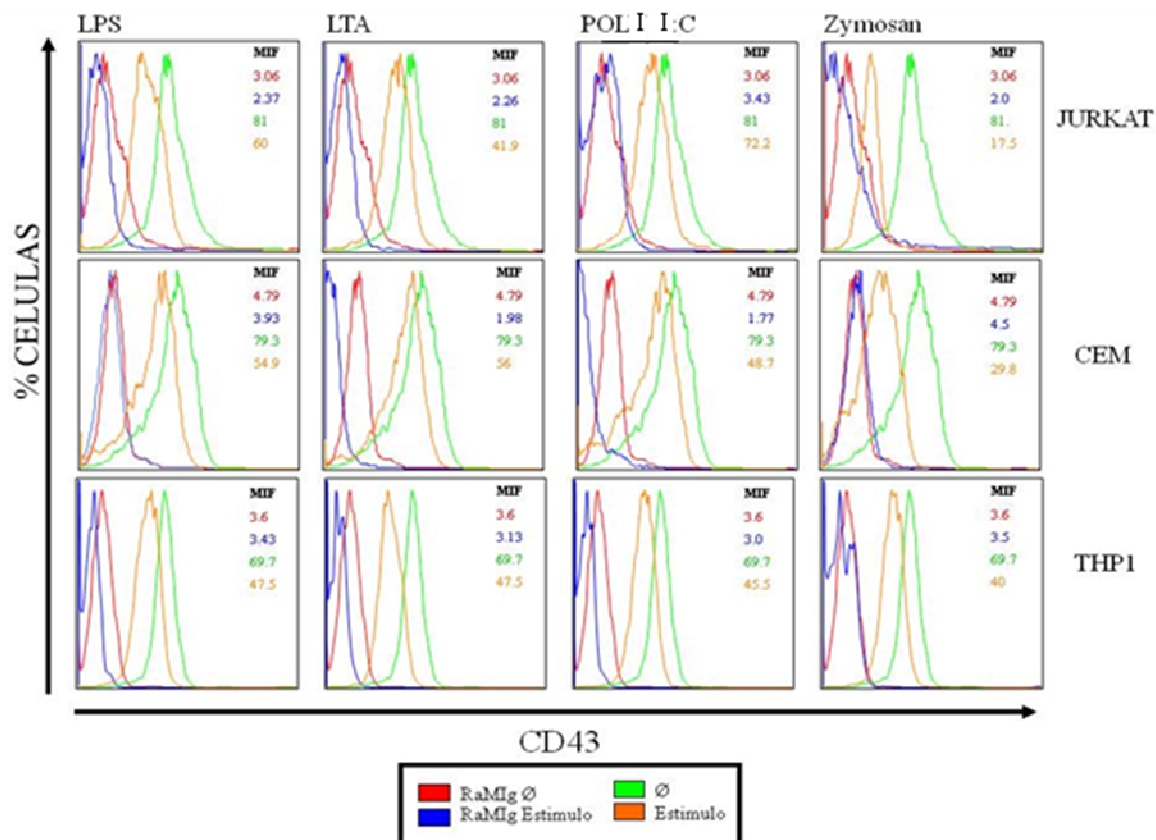 LPS
LTA
POL I I:C
Zymosan
MIF
3.06
2.37
81
60
MIF
3.06
2.26
81
41.9
MIF
3.06
3.43
81
72.2
MIF
3.06
2.0
81.
17.5
JURKAT
MIF
4.79
3.93
79.3
54.9
MIF
4.79
1.98
79.3
56
MIF
4.79
1.77
79.3
48.7
MIF
4.79
4.5
79.3
29.8
CEM
MIF
3.6
3.43
69.7
47.5
MIF
3.6
3.13
69.7
47.5
MIF
3.6
3.0
69.7
45.5
MIF
3.6
3.5
69.7
40
THP1
% CELULAS
CD43
RaMIg Ø
RaMIg Estimulo
Ø
Estimulo